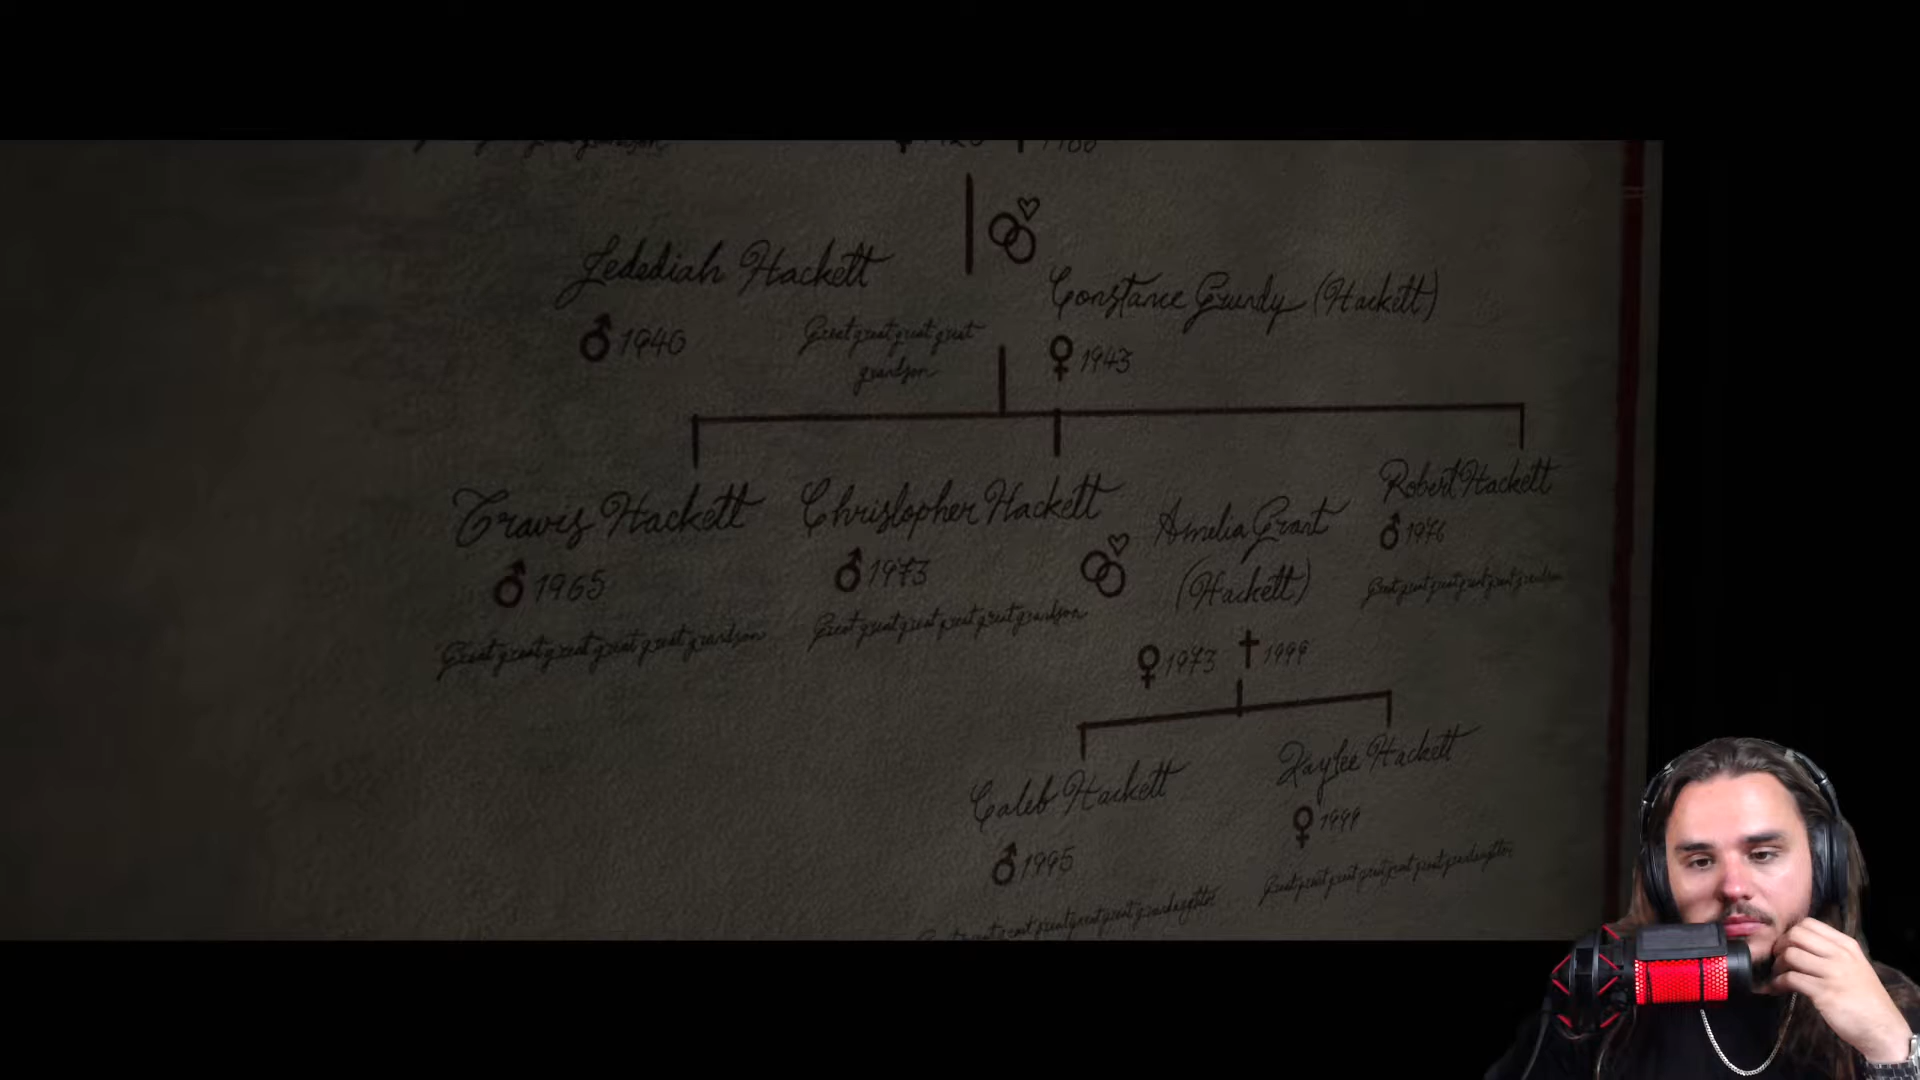 Jedediah Hackett
♂ 1940
Great great great great
grandson
Constance Grundy (Hackett)
♀ 1943
Travis Hackett
♂ 1965
Great great great great great grandson
Christopher Hackett
♂ 1973
Great great great great great grandson
Amelia Grant
(Hackett)
♀ 1973 † 1999
Robert Hackett
♂ 1976
Great great great great great grandson
Caleb Hackett
♂ 1995
Kaylee Hackett
♀ 1999
Great great great great great great grandaughter